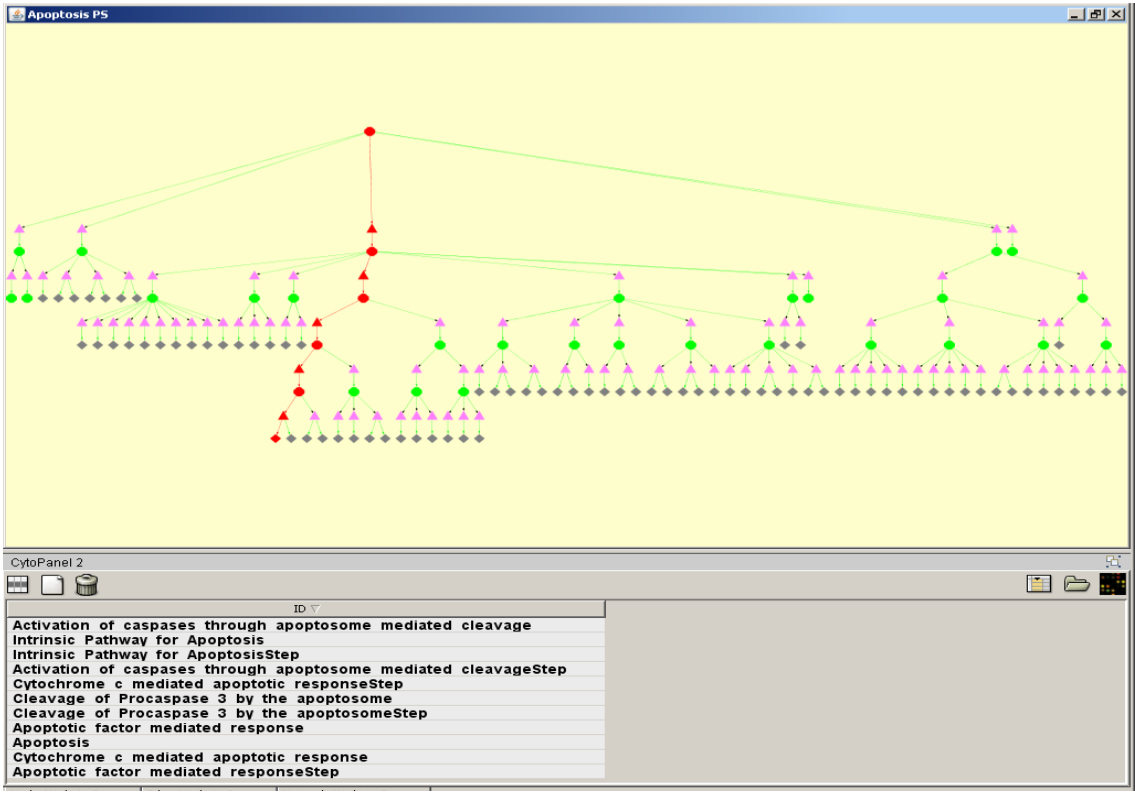 Apoptosis PS
CytoPanel 2
ID
Activation of caspases through apoptosome mediated cleavage
Intrinsic Pathway for Apoptosis
Intrinsic Pathway for ApoptosisStep
Activation of caspases through apoptosome mediated cleavageStep
Cytochrome c mediated apoptotic responseStep
Cleavage of Procaspase 3 by the apoptosome
Cleavage of Procaspase 3 by the apoptosomeStep
Apoptotic factor mediated response
Apoptosis
Cytochrome c mediated apoptotic response
Apoptotic factor mediated responseStep